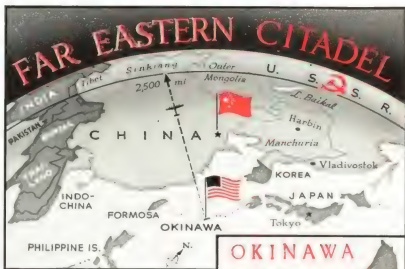 FAR EASTERN CITADEL
INDIA
Tibet
Sinkiang
2,500 mi
Outer
Mongolia
U. S. S. R.
L. Baikal
PAKISTAN
CHINA
Harbin
Manchuria
Vladivostok
KOREA
JAPAN
Tokyo
INDO-
CHINA
FORMOSA
OKINAWA
PHILIPPINE IS.
N.
OKINAWA